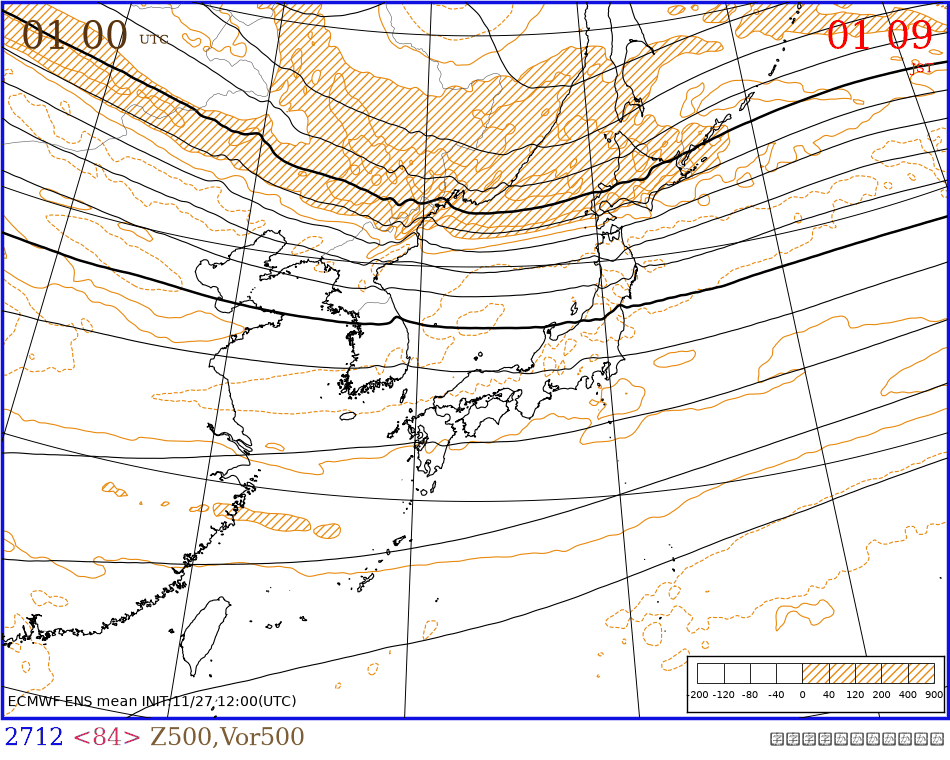 01 00 UTC
01 09
JST
-200 -120 -80 -40 0 40 120 200 400 900
ECMWF ENS mean INIT:11/27 12:00(UTC)
2712 <84> Z500,Vor500